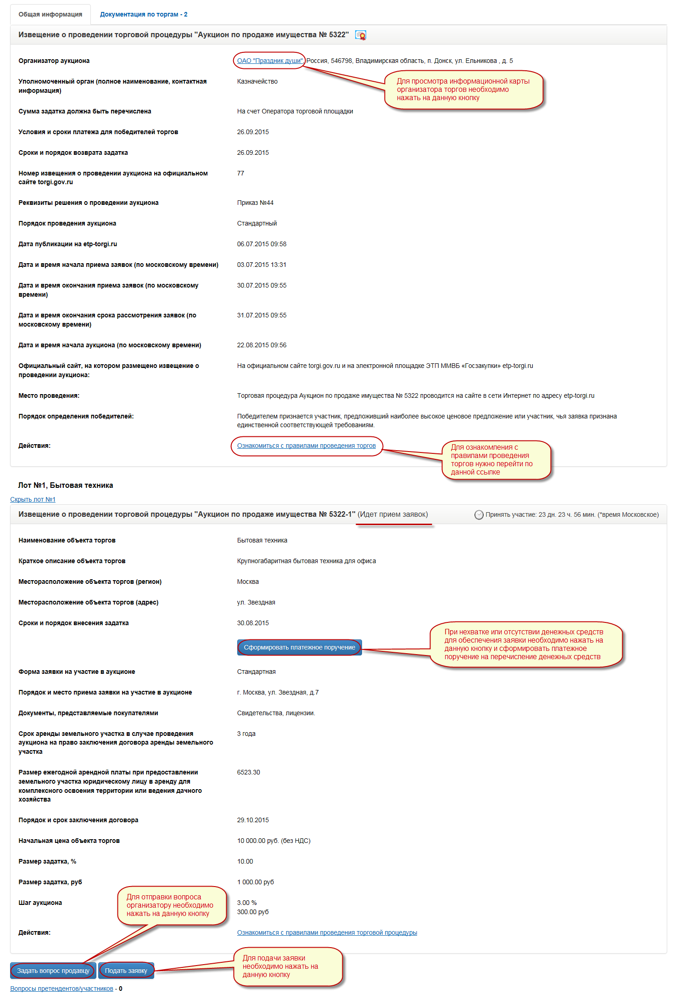 Общая информация
Документация по торгам - 2
Извещение о проведении торговой процедуры "Аукцион по продаже имущества № 5322"
Организатор аукциона
ОАО "Праздник души", Россия, 546798, Владимирская область, п. Донск, ул. Ельникова , д. 5
Для просмотра информационной карты
организатора торгов необходимо
нажать на данную кнопку
Уполномоченный орган (полное наименование, контактная
информация)
Казначейство
Сумма задатка должна быть перечислена
На счет Оператора торговой площадки
Условия и сроки платежа для победителей торгов
26.09.2015
Сроки и порядок возврата задатка
26.09.2015
Номер извещения о проведении аукциона на официальном
сайте torgi.gov.ru
77
Реквизиты решения о проведении аукциона
Приказ №44
Порядок проведения аукциона
Стандартный
Дата публикации на etp-torgi.ru
06.07.2015 09:58
Дата и время начала приема заявок (по московскому времени)
03.07.2015 13:31
Дата и время окончания приема заявок (по московскому
времени)
30.07.2015 09:55
Дата и время окончания срока рассмотрения заявок (по
московскому времени)
31.07.2015 09:55
Дата и время начала аукциона (по московскому времени)
22.08.2015 09:56
Официальный сайт, на котором размещено извещение о
проведении аукциона:
На официальном сайте torgi.gov.ru и на электронной площадке ЭТП ММВБ «Госзакупки» etp-torgi.ru
Место проведения:
Торговая процедура Аукцион по продаже имущества № 5322 проводится на сайте в сети Интернет по адресу etp-torgi.ru
Порядок определения победителей:
Победителем признается участник, предложивший наиболее высокое ценовое предложение или участник, чья заявка признана
единственной соответствующей требованиям.
Действия:
Ознакомиться с правилами проведения торгов
Для ознакомления с
правилами проведения
торгов нужно перейти по
данной ссылке
Лот №1, Бытовая техника
Скрыть лот №1
Извещение о проведении торговой процедуры "Аукцион по продаже имущества № 5322-1" (Идет прием заявок)
Принять участие: 23 дн. 23 ч. 56 мин. (*время Московское)
Наименование объекта торгов
Бытовая техника
Краткое описание объекта торгов
Крупногабаритная бытовая техника для офиса
Месторасположение объекта торгов (регион)
Москва
Месторасположение объекта торгов (адрес)
ул. Звездная
Сроки и порядок внесения задатка
30.08.2015
Сформировать платежное поручение
При нехватке или отсутствии денежных средств
для обеспечения заявки необходимо нажать на
данную кнопку и сформировать платежное
поручение на перечисление денежных средств
Форма заявки на участие в аукционе
Стандартная
Порядок и место приема заявки на участие в аукционе
г. Москва, ул. Звездная, д.7
Документы, представляемые покупателями
Свидетельства, лицензии.
Срок аренды земельного участка в случае проведения
аукциона на право заключения договора аренды земельного
участка
3 года
Размер ежегодной арендной платы при предоставлении
земельного участка юридическому лицу в аренду для
комплексного освоения территории или ведения дачного
хозяйства
6523.30
Порядок и срок заключения договора
29.10.2015
Начальная цена объекта торгов
10 000.00 руб. (без НДС)
Размер задатка, %
10.00
Размер задатка, руб
1 000.00 руб
Шаг аукциона
3.00 %
300.00 руб
Для отправки вопроса
организатору необходимо
нажать на данную кнопку
Действия:
Ознакомиться с правилами проведения торговой процедуры
Задать вопрос продавцу
Подать заявку
Для подачи заявки
необходимо нажать на
данную кнопку
Вопросы претендентов/участников - 0